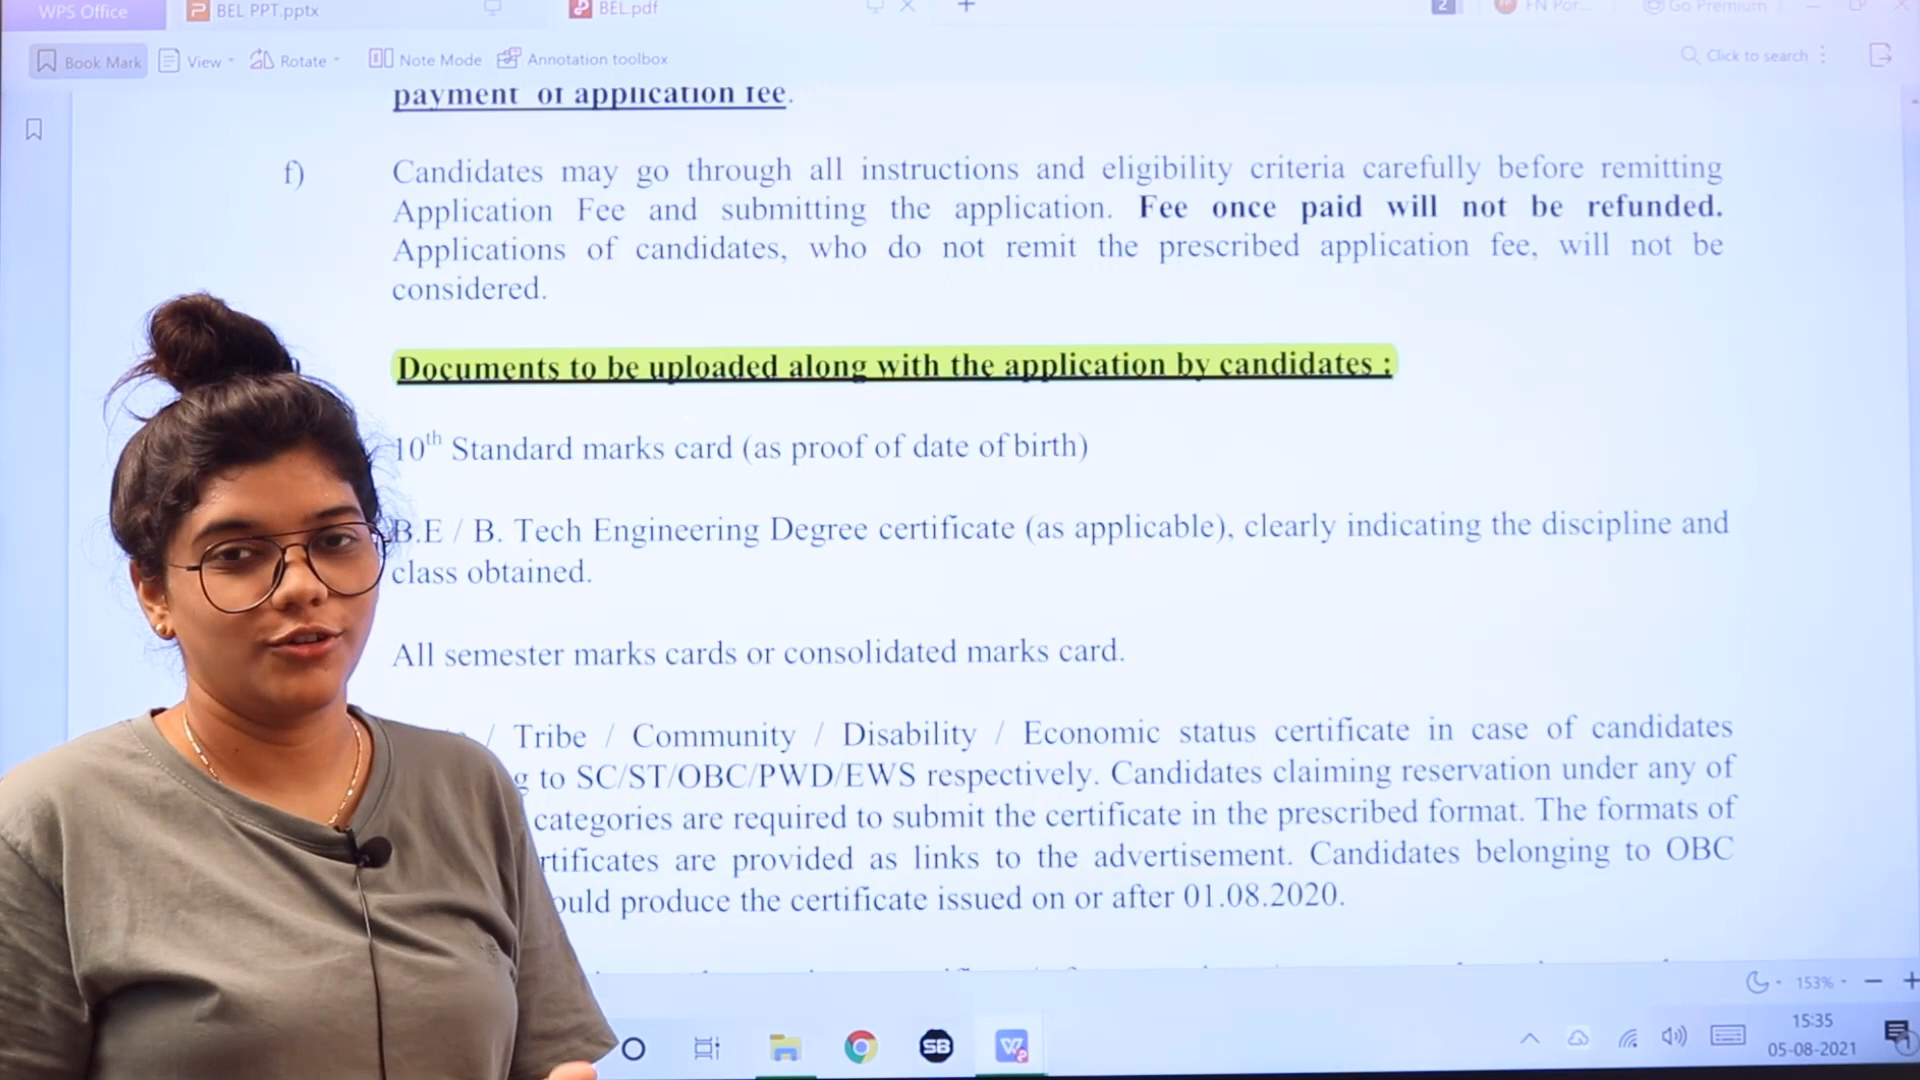 WPS Office
BEL PPT.pptx
BEL.pdf
+
2
FN Por...
Go Premium
Book Mark
View
Rotate
Note Mode
Annotation toolbox
Click to search
payment of application fee.
f)
Candidates may go through all instructions and eligibility criteria carefully before remitting
Application Fee and submitting the application. Fee once paid will not be refunded.
Applications of candidates, who do not remit the prescribed application fee, will not be
considered.
Documents to be uploaded along with the application by candidates :
10th Standard marks card (as proof of date of birth)
B.E / B. Tech Engineering Degree certificate (as applicable), clearly indicating the discipline and
class obtained.
All semester marks cards or consolidated marks card.
/ Tribe / Community / Disability / Economic status certificate in case of candidates
to SC/ST/OBC/PWD/EWS respectively. Candidates claiming reservation under any of
categories are required to submit the certificate in the prescribed format. The formats of
rtificates are provided as links to the advertisement. Candidates belonging to OBC
ould produce the certificate issued on or after 01.08.2020.
153%
SB
15:35
05-08-2021